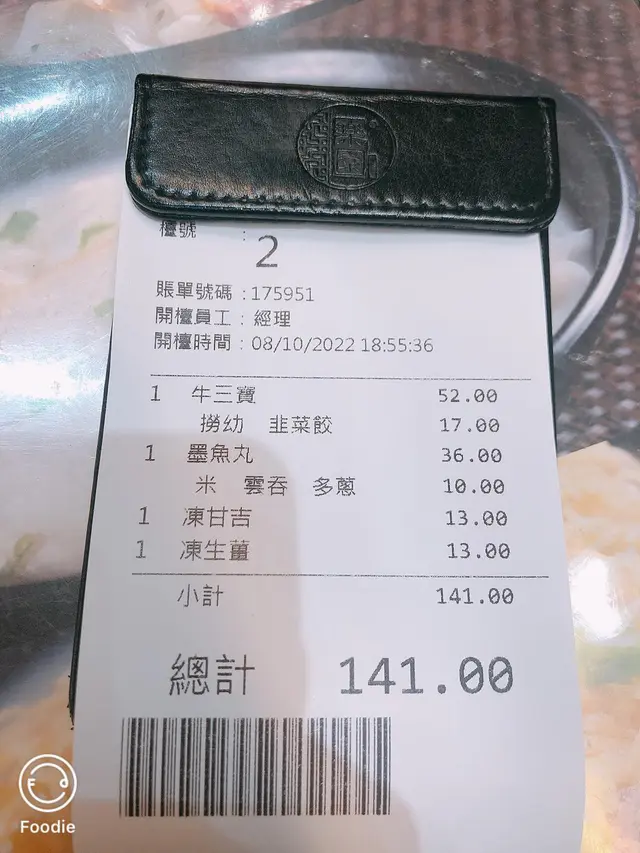 檯號 :
2
賬單號碼 : 175951
開檯員工 : 經理
開檯時間 : 08/10/2022 18:55:36
1 牛三寶 52.00
撈幼 韭菜餃 17.00
1 墨魚丸 36.00
米 雲吞 多蔥 10.00
1 凍甘吉 13.00
1 凍生薑 13.00
小計 141.00
總計 141.00
Foodie